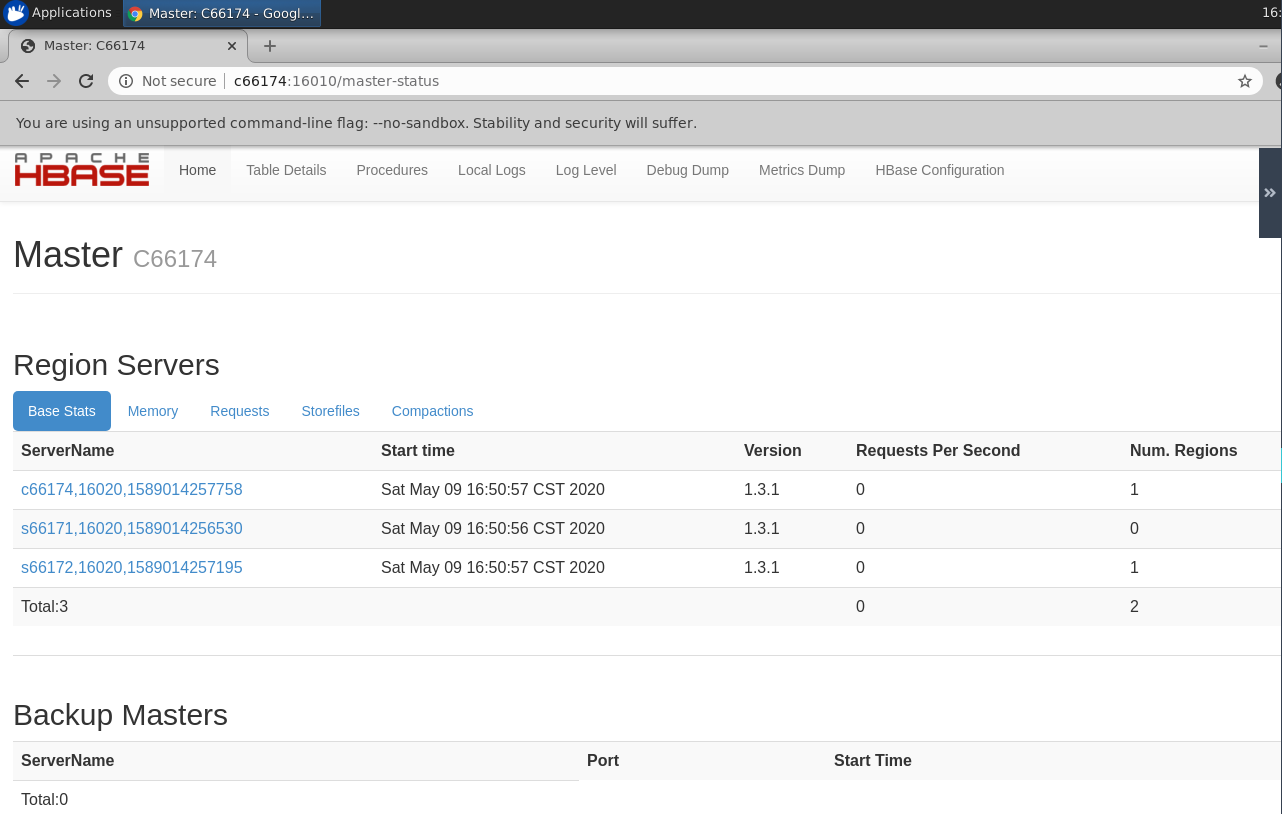 Applications Master: C66174 - Googl... 16:
Master: C66174
Not secure c66174:16010/master-status
You are using an unsupported command-line flag: --no-sandbox. Stability and security will suffer.
APACHE
HBASE Home Table Details Procedures Local Logs Log Level Debug Dump Metrics Dump HBase Configuration
Master C66174
Region Servers
Base Stats Memory Requests Storefiles Compactions
ServerName Start time Version Requests Per Second Num. Regions
c66174,16020,1589014257758 Sat May 09 16:50:57 CST 2020 1.3.1 0 1
s66171,16020,1589014256530 Sat May 09 16:50:56 CST 2020 1.3.1 0 0
s66172,16020,1589014257195 Sat May 09 16:50:57 CST 2020 1.3.1 0 1
Total:3 0 2
Backup Masters
ServerName Port Start Time
Total:0